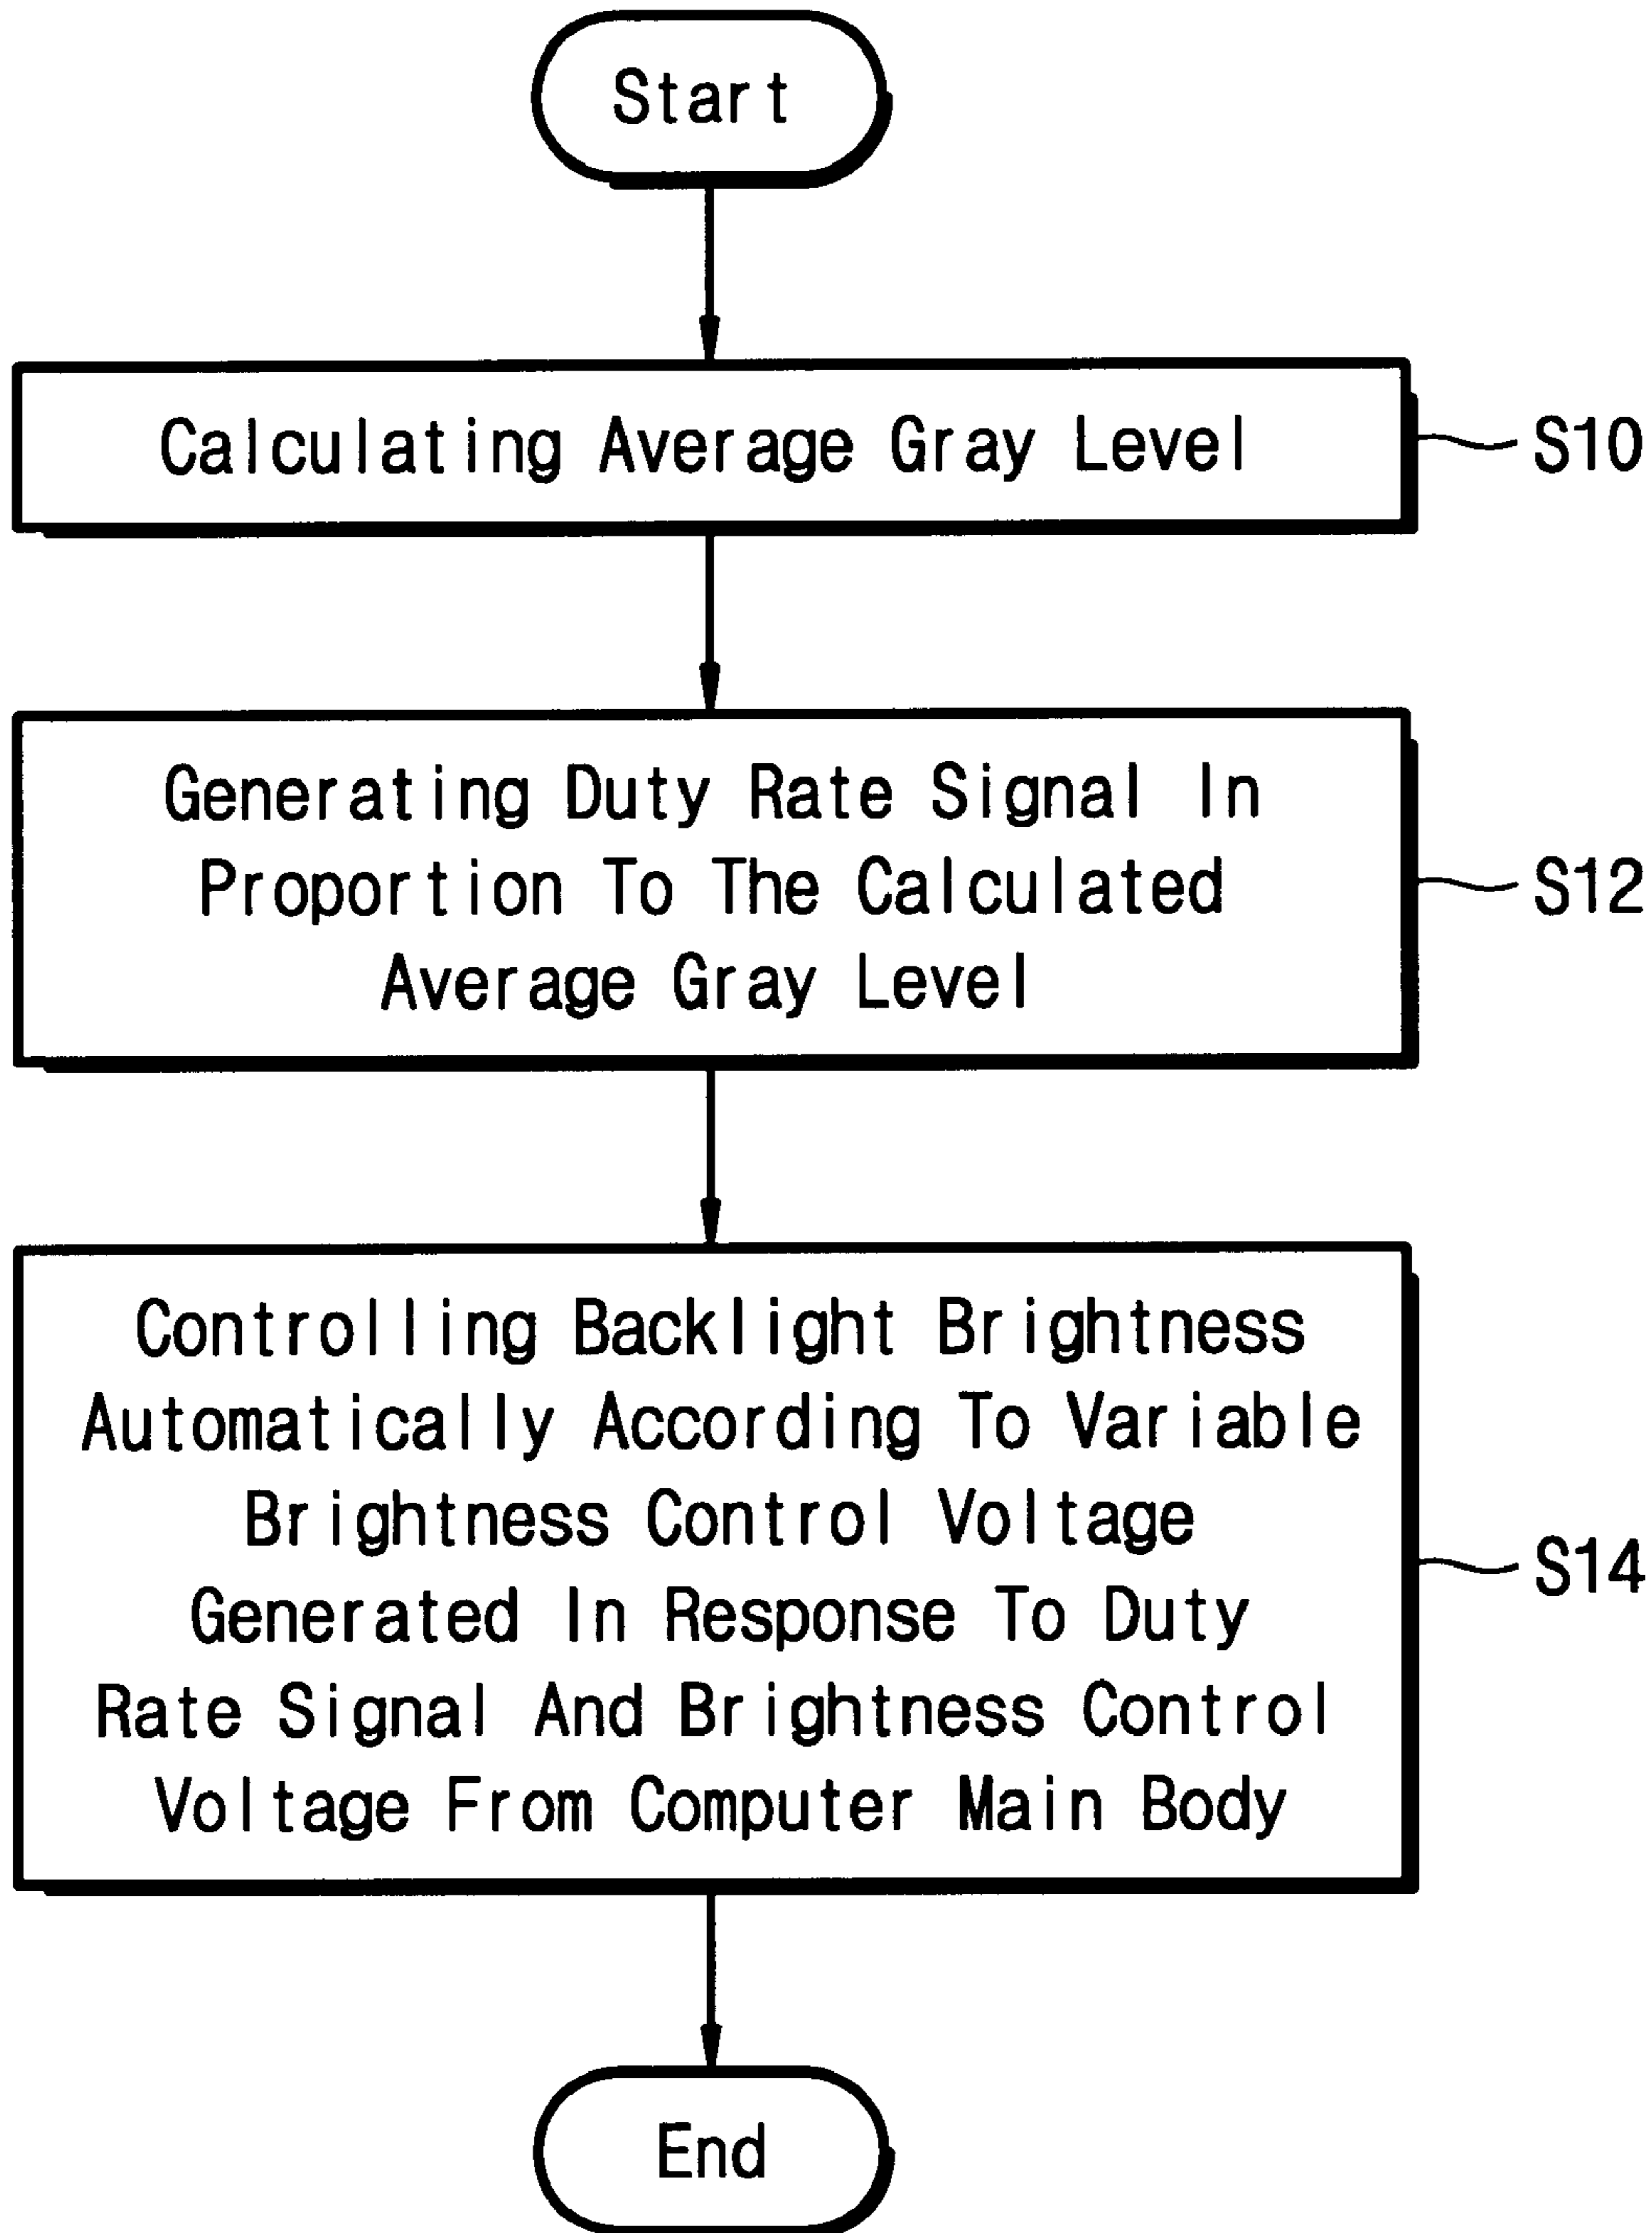 Start
Calculating Average Gray Level
S10
Generating Duty Rate Signal In
Proportion To The Calculated
Average Gray Level
S12
Controlling Backlight Brightness
Automatically According To Variable
Brightness Control Voltage
Generated In Response To Duty
Rate Signal And Brightness Control
Voltage From Computer Main Body
S14
End